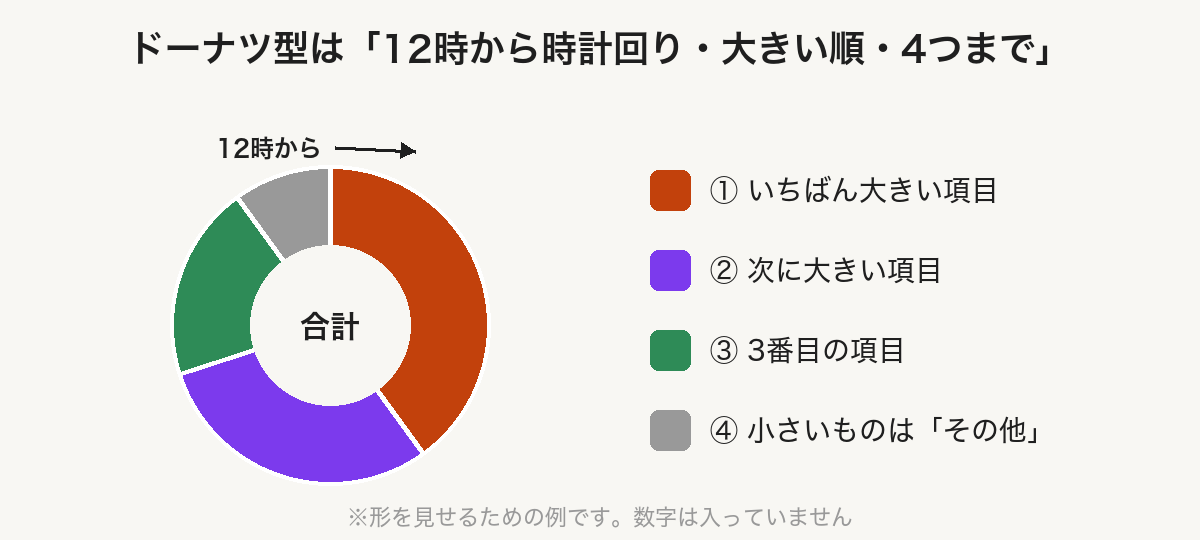 ドーナツ型は「12時から時計回り・大きい順・4つまで」
12時から
合計
① いちばん大きい項目
② 次に大きい項目
③ 3番目の項目
④ 小さいものは「その他」
※形を見せるための例です。数字は入っていません